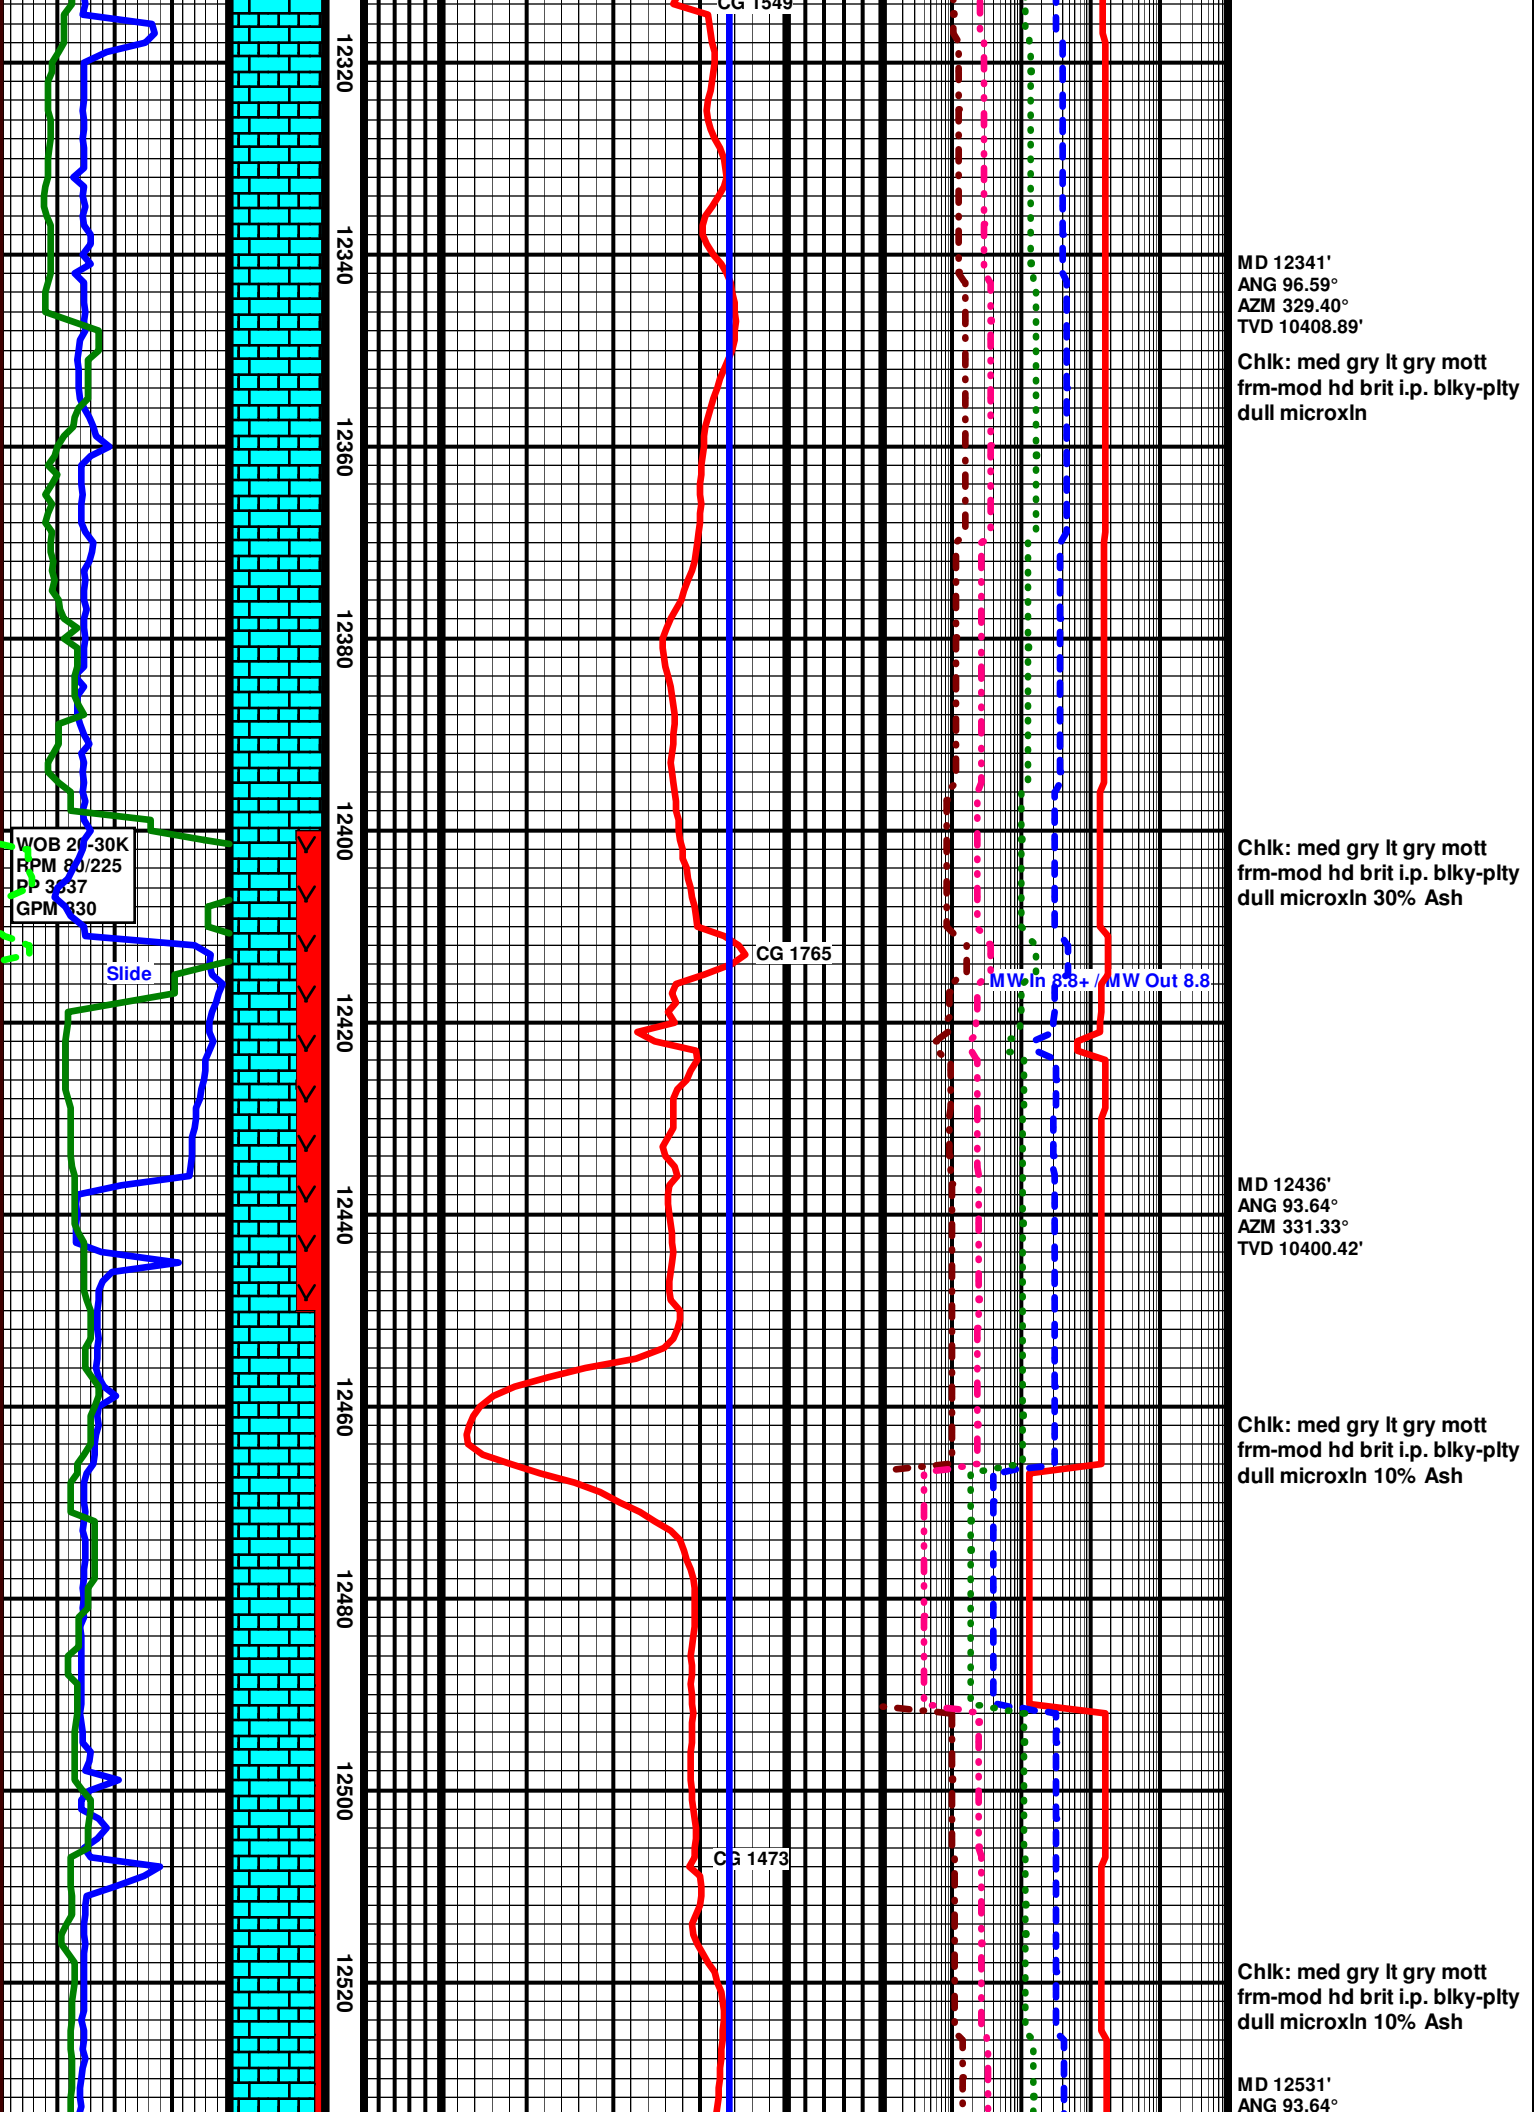 CG 1549
12320
12340
MD 12341'
ANG 96.59°
AZM 329.40°
TVD 10408.89'
Chlk: med gry lt gry mott
frm-mod hd brit i.p. blky-plty
dull microxln
12360
12380
12400
WOB 20-30K
RPM 80/225
PP 3337
GPM 330
Chlk: med gry lt gry mott
frm-mod hd brit i.p. blky-plty
dull microxln 30% Ash
CG 1765
Slide
MW In 8.8+ / MW Out 8.8
12420
MD 12436'
ANG 93.64°
AZM 331.33°
TVD 10400.42'
12440
12460
Chlk: med gry lt gry mott
frm-mod hd brit i.p. blky-plty
dull microxln 10% Ash
12480
12500
CG 1473
12520
Chlk: med gry lt gry mott
frm-mod hd brit i.p. blky-plty
dull microxln 10% Ash
MD 12531'
ANG 93.64°